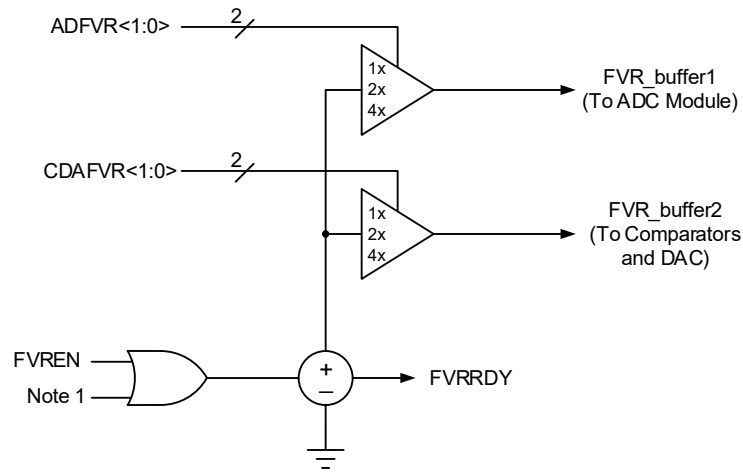 ADFVR<1:0>
2
1x
2x
4x
FVR_buffer1
(To ADC Module)
CDAFVR<1:0>
2
1x
2x
4x
FVR_buffer2
(To Comparators
and DAC)
FVREN
Note 1
+
–
FVRRDY